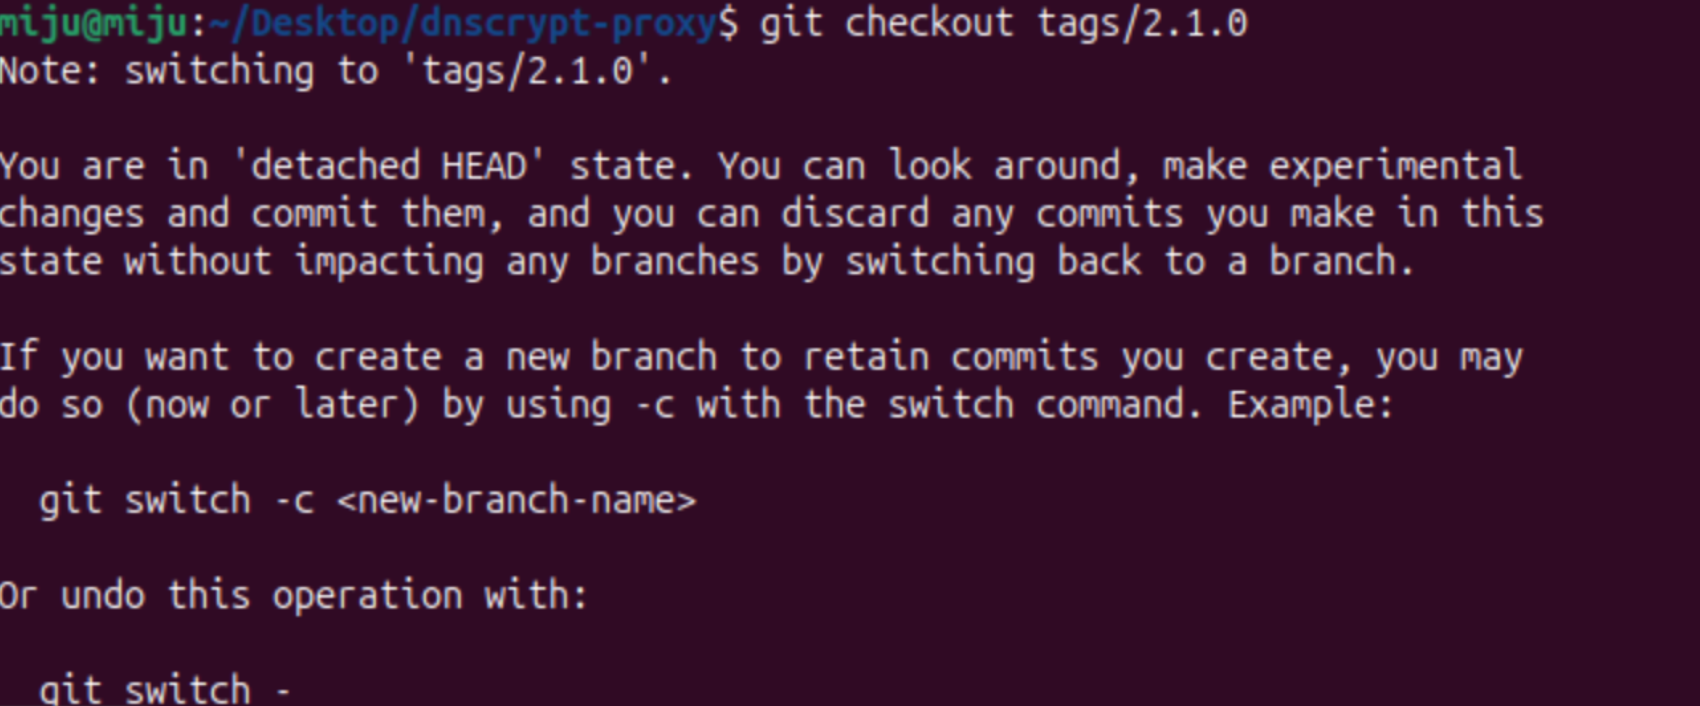 miju@miju:~/Desktop/dnscrypt-proxy$ git checkout tags/2.1.0
Note: switching to 'tags/2.1.0'.
You are in 'detached HEAD' state. You can look around, make experimental
changes and commit them, and you can discard any commits you make in this
state without impacting any branches by switching back to a branch.
If you want to create a new branch to retain commits you create, you may
do so (now or later) by using -c with the switch command. Example:
git switch -c <new-branch-name>
Or undo this operation with:
git switch -